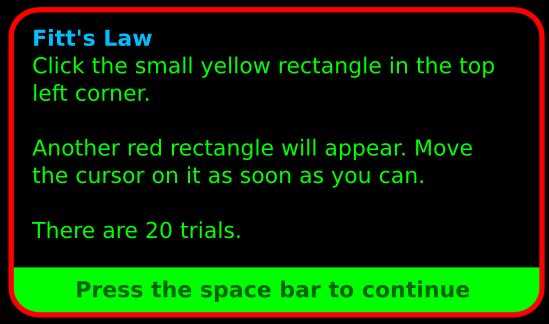 Fitt's Law
Click the small yellow rectangle in the top
left corner.
Another red rectangle will appear. Move
the cursor on it as soon as you can.
There are 20 trials.
Press the space bar to continue